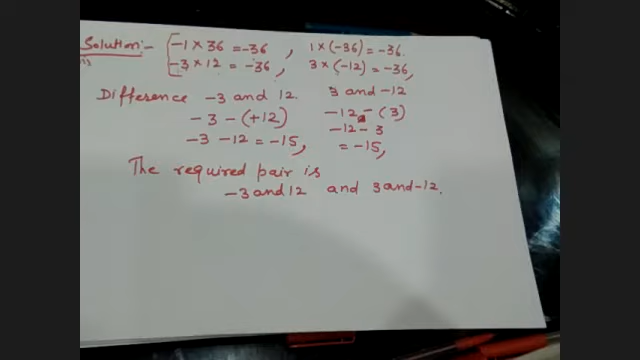 Solution:- -1 × 36 = -36, 1 × (-36) = -36.
-3 × 12 = -36, 3 × (-12) = -36,
Difference -3 and 12. 3 and -12
-3 - (+12) -12 - (3)
-3 - 12 = -15, -12 - 3
= -15,
The required pair is
-3 and 12 and 3 and -12.